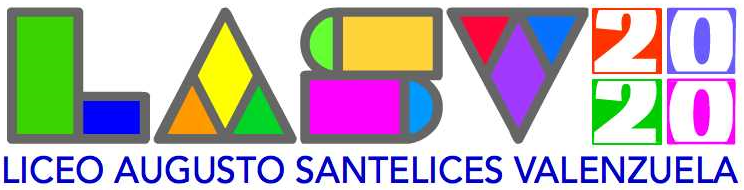 LASV 2020
LICEO AUGUSTO SANTELICES VALENZUELA